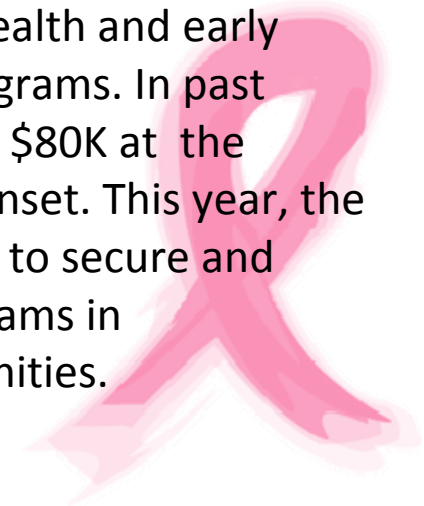 ealth and early
grams. In past
$80K at the
nset. This year, the
to secure and
ams in
nities.